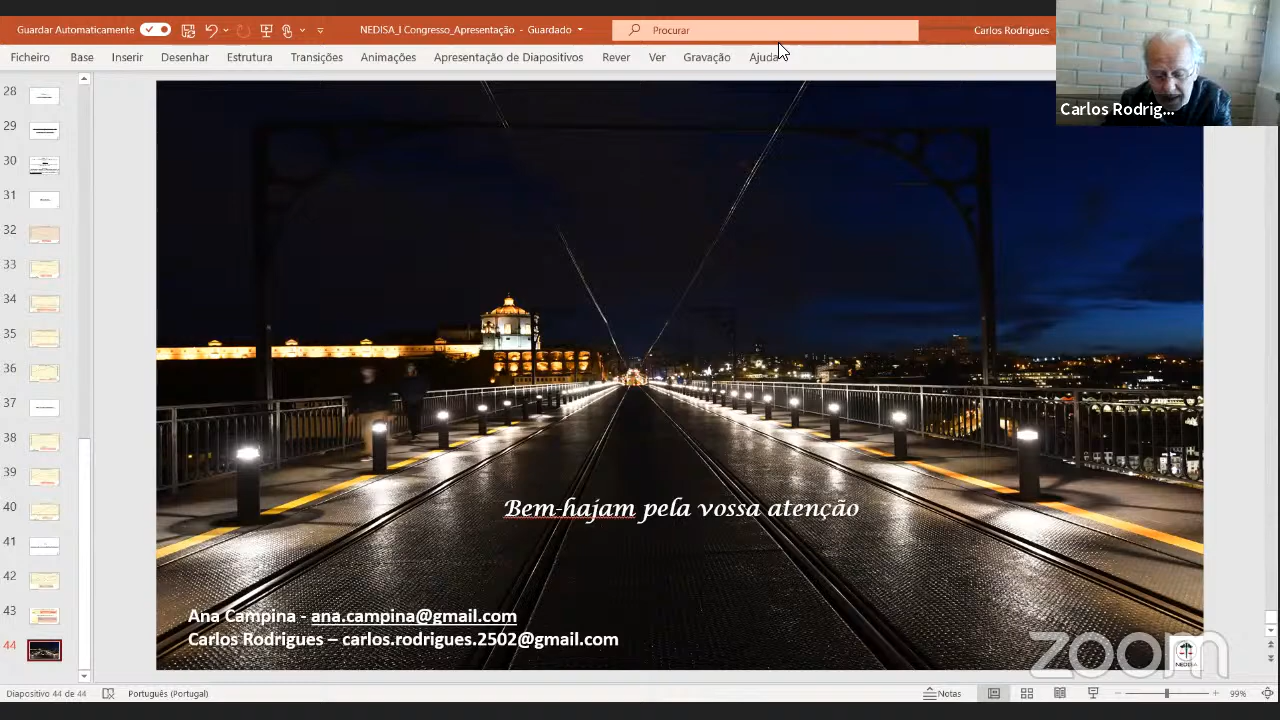 Guardar Automaticamente
NEDISA_I Congresso_Apresentação - Guardado
Procurar
Carlos Rodrigues
Ficheiro Base Inserir Desenhar Estrutura Transições Animações Apresentação de Diapositivos Rever Ver Gravação Ajuda
Carlos Rodrig...
28
29
30
31
32
33
34
35
36
37
38
39
40
41
42
43
44
Bem-hajam pela vossa atenção
Ana Campina - ana.campina@gmail.com
Carlos Rodrigues – carlos.rodrigues.2502@gmail.com
zoom
NEDISA
Diapositivo 44 de 44 Português (Portugal) Notas 99%